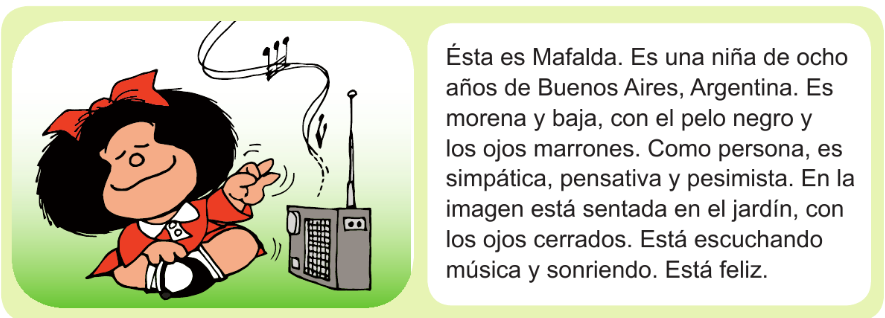 Ésta es Mafalda. Es una niña de ocho
años de Buenos Aires, Argentina. Es
morena y baja, con el pelo negro y
los ojos marrones. Como persona, es
simpática, pensativa y pesimista. En la
imagen está sentada en el jardín, con
los ojos cerrados. Está escuchando
música y sonriendo. Está feliz.